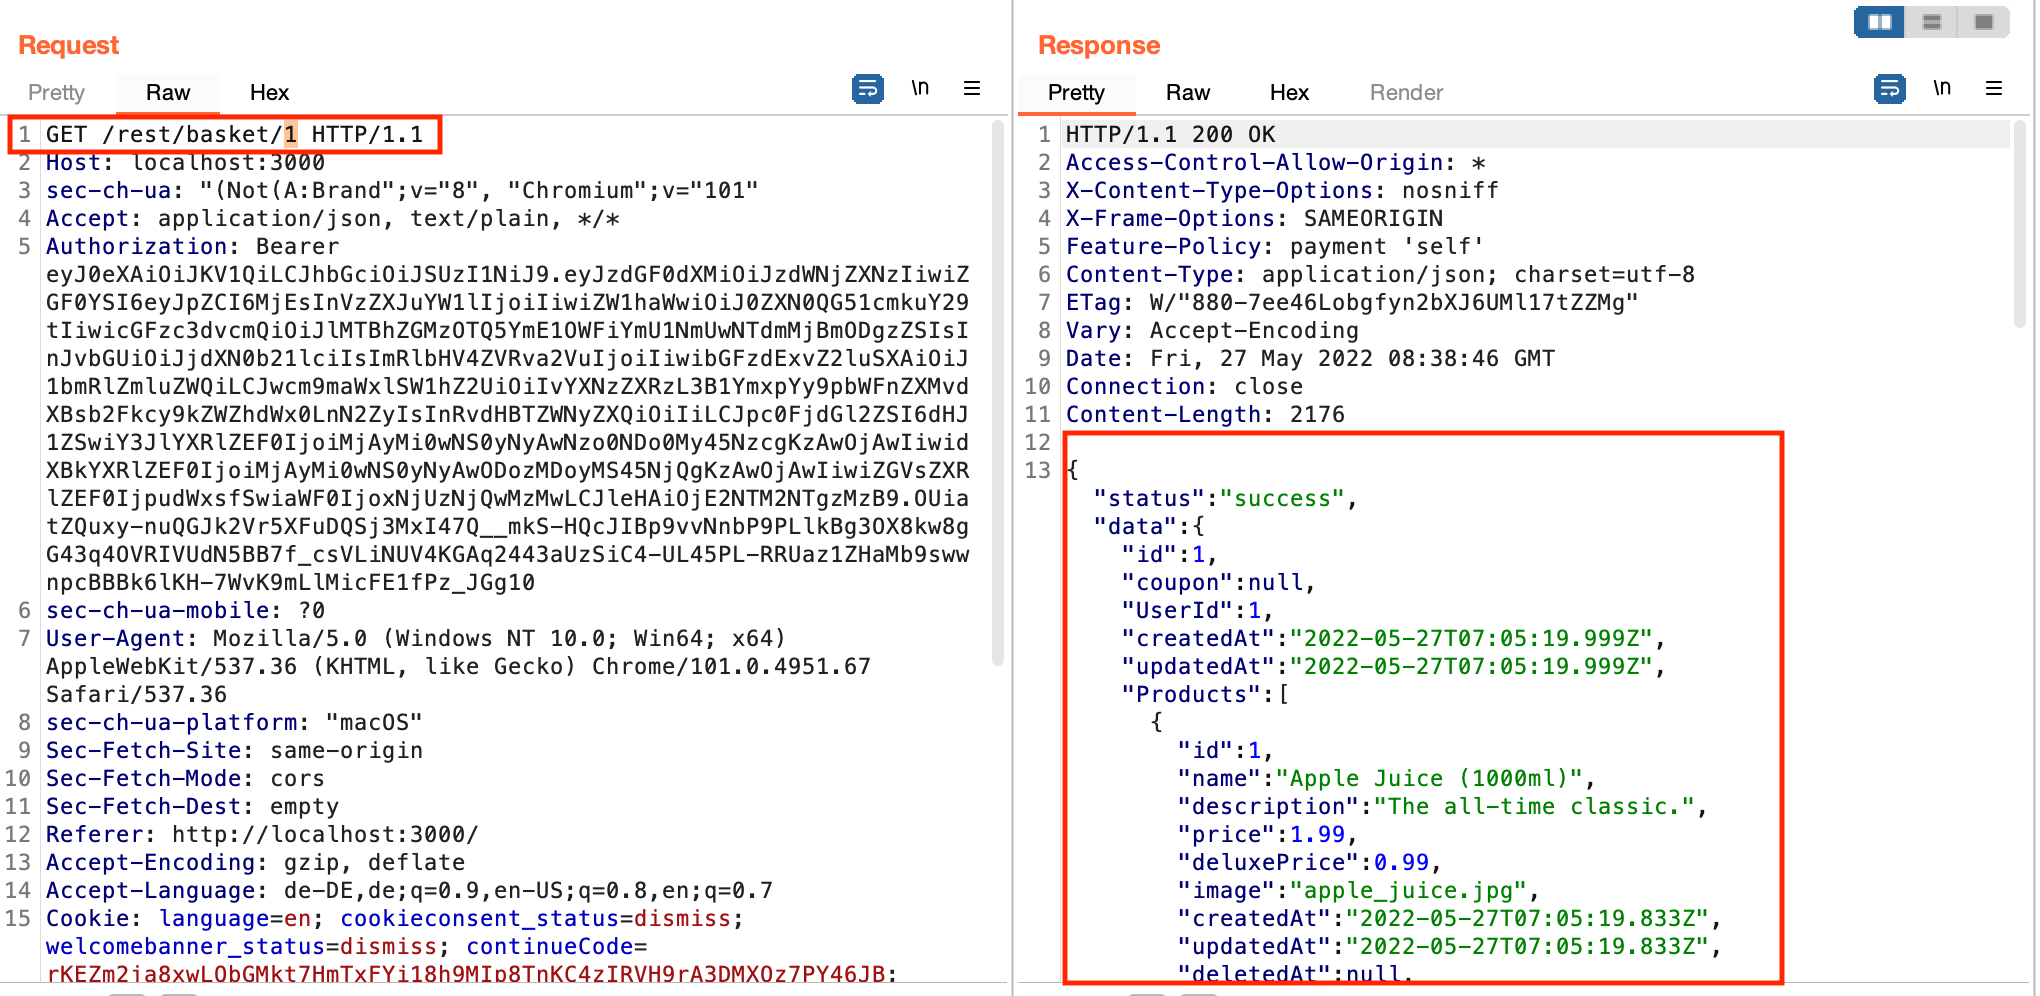 Request
Pretty Raw Hex \n
1 GET /rest/basket/1 HTTP/1.1
2 Host: localhost:3000
3 sec-ch-ua: "(Not(A:Brand";v="8", "Chromium";v="101"
4 Accept: application/json, text/plain, */*
5 Authorization: Bearer
eyJ0eXAiOiJKV1QiLCJhbGciOiJSUzI1NiJ9.eyJzdGF0dXMiOiJzdWNjZXNzIiwiZ
GF0YSI6eyJpZCI6MjEsInVzZXJuYW1lIjoiIiwiZW1haWwiOiJ0ZXN0QG51cmkuY29
tIiwicGFzc3dvcmQiOiJlMTBhZGMzOTQ5YmE1OWFiYmU1NmUwNTdmMjBmODgzZSIsI
nJvbGUiOiJjdXN0b21lciIsImRlbHV4ZVRva2VuIjoiIiwibGFzdExvZ2luSXAiOiJ
1bmRlZmluZWQiLCJwcm9maWxlSW1hZ2UiOiIvYXNzZXRzL3B1YmxpYy9pbWFnZXMvd
XBsb2Fkcy9kZWZhdWx0LnN2ZyIsInRvdHBTZWNyZXQiOiIiLCJpc0FjdGl2ZSI6dHJ
1ZSwiY3JlYXRlZEF0IjoiMjAyMi0wNS0yNyAwNzo0NDo0My45NzcgKzAwOjAwIiwid
XBkYXRlZEF0IjoiMjAyMi0wNS0yNyAwODozMDoyMS45NjQgKzAwOjAwIiwiZGVsZXR
lZEF0IjpudWxsfSwiaWF0IjoxNjUzNjQwMzMwLCJleHAiOjE2NTM2NTgzMzB9.OUia
tZQuxy-nuQGJk2Vr5XFuDQSj3MxI47Q__mkS-HQcJIBp9vvNnbP9PLlkBg3OX8kw8g
G43q4OVRIVUdN5BB7f_csVLiNUV4KGAq2443aUzSiC4-UL45PL-RRUaz1ZHaMb9sww
npcBBBk6lKH-7WvK9mLlMicFE1fPz_JGg10
6 sec-ch-ua-mobile: ?0
7 User-Agent: Mozilla/5.0 (Windows NT 10.0; Win64; x64)
AppleWebKit/537.36 (KHTML, like Gecko) Chrome/101.0.4951.67
Safari/537.36
8 sec-ch-ua-platform: "macOS"
9 Sec-Fetch-Site: same-origin
10 Sec-Fetch-Mode: cors
11 Sec-Fetch-Dest: empty
12 Referer: http://localhost:3000/
13 Accept-Encoding: gzip, deflate
14 Accept-Language: de-DE,de;q=0.9,en-US;q=0.8,en;q=0.7
15 Cookie: language=en; cookieconsent_status=dismiss;
welcomebanner_status=dismiss; continueCode=
rKEZm2ja8xwLObGMkt7HmTxFYi18h9MIp8TnKC4zIRVH9rA3DMXOz7PY46JB;
Response
Pretty Raw Hex Render \n
1 HTTP/1.1 200 OK
2 Access-Control-Allow-Origin: *
3 X-Content-Type-Options: nosniff
4 X-Frame-Options: SAMEORIGIN
5 Feature-Policy: payment 'self'
6 Content-Type: application/json; charset=utf-8
7 ETag: W/"880-7ee46Lobgfyn2bXJ6UMl17tZZMg"
8 Vary: Accept-Encoding
9 Date: Fri, 27 May 2022 08:38:46 GMT
10 Connection: close
11 Content-Length: 2176
12
13 {
"status":"success",
"data":{
"id":1,
"coupon":null,
"UserId":1,
"createdAt":"2022-05-27T07:05:19.999Z",
"updatedAt":"2022-05-27T07:05:19.999Z",
"Products":[
{
"id":1,
"name":"Apple Juice (1000ml)",
"description":"The all-time classic.",
"price":1.99,
"deluxePrice":0.99,
"image":"apple_juice.jpg",
"createdAt":"2022-05-27T07:05:19.833Z",
"updatedAt":"2022-05-27T07:05:19.833Z",
"deletedAt":null,